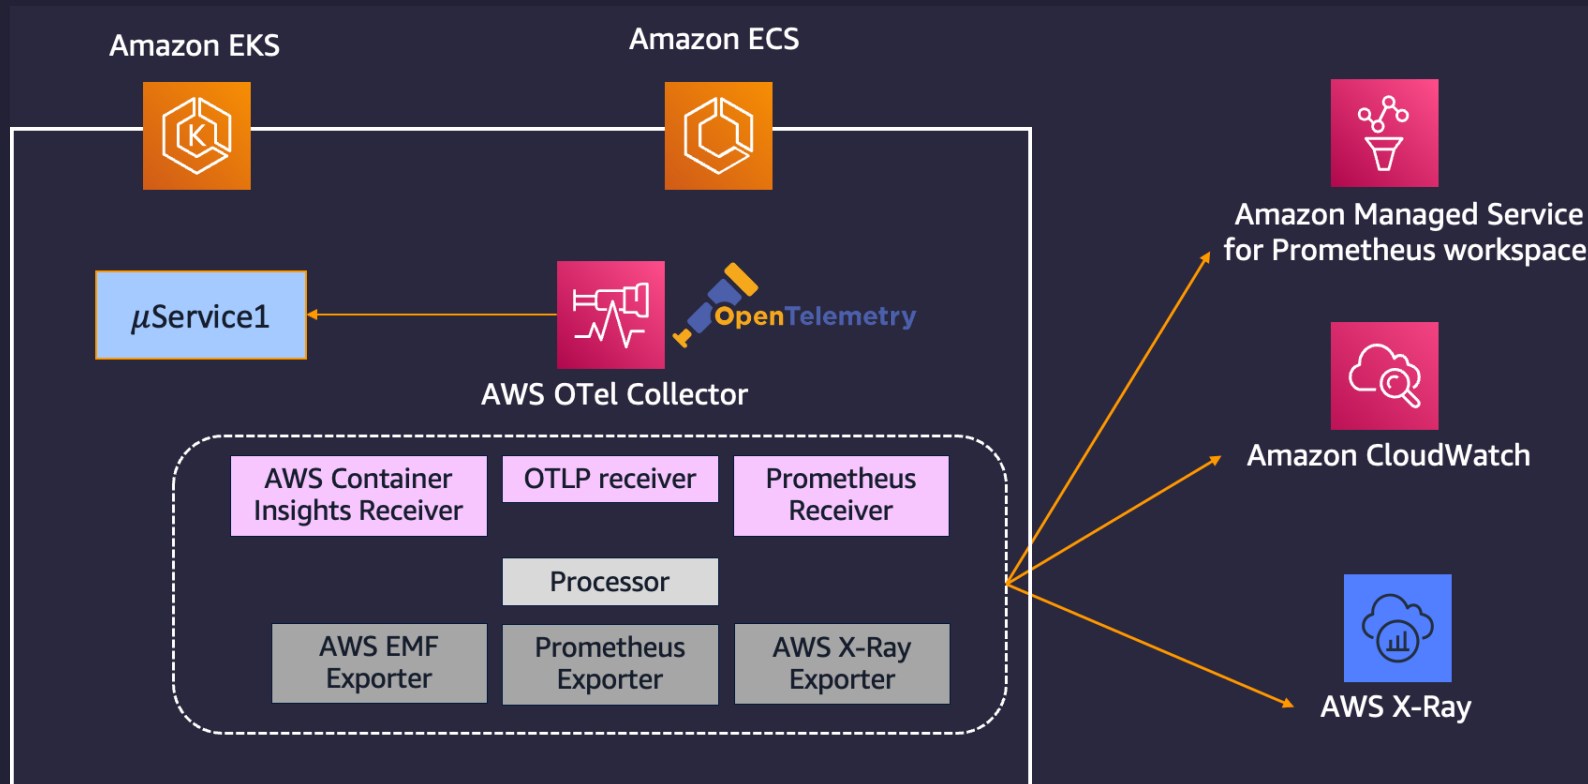 Amazon EKS
Amazon ECS
K
Amazon Managed Service
for Prometheus workspace
μService1
OpenTelemetry
AWS OTel Collector
Amazon CloudWatch
AWS Container
Insights Receiver
OTLP receiver
Prometheus
Receiver
Processor
AWS EMF
Exporter
Prometheus
Exporter
AWS X-Ray
Exporter
AWS X-Ray